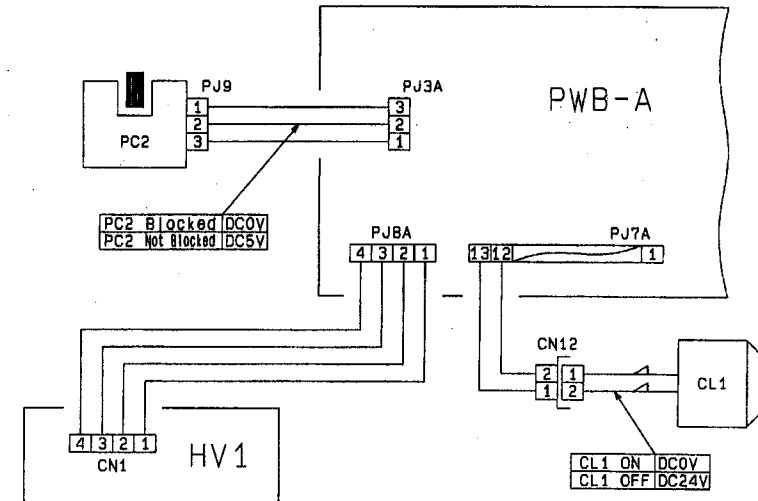 PJ9
PJ3A
PWB-A
1
2
3
3
2
1
PC2
PC2 Blocked DC0V
PC2 Not Blocked DC5V
PJ8A
4 3 2 1
PJ7A
13 12 1
CN12
2
1
1
2
CL1
4 3 2 1
CN1
HV1
CL1 ON DC0V
CL1 OFF DC24V